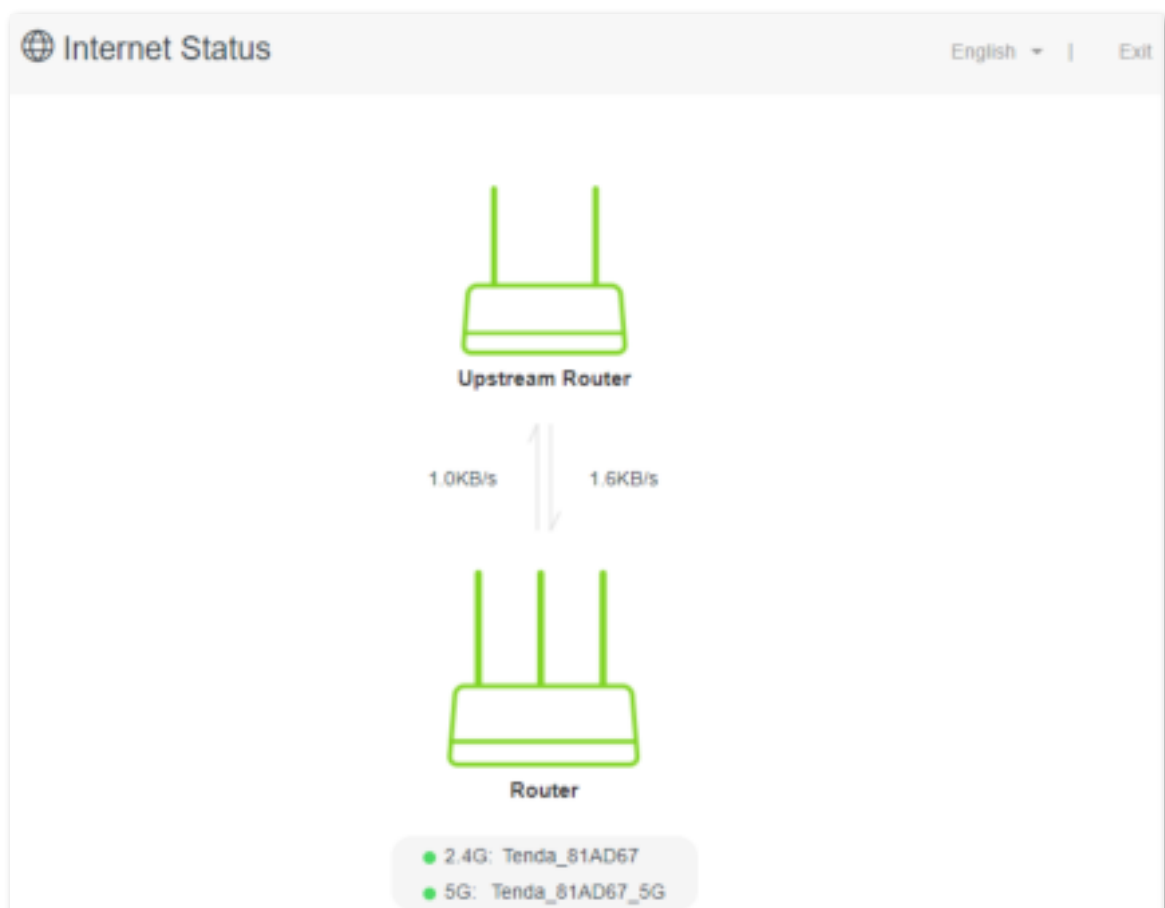 Internet Status
English | Exit
Upstream Router
1.0KB/s 1.6KB/s
Router
2.4G: Tenda_81AD67
5G: Tenda_81AD67_5G